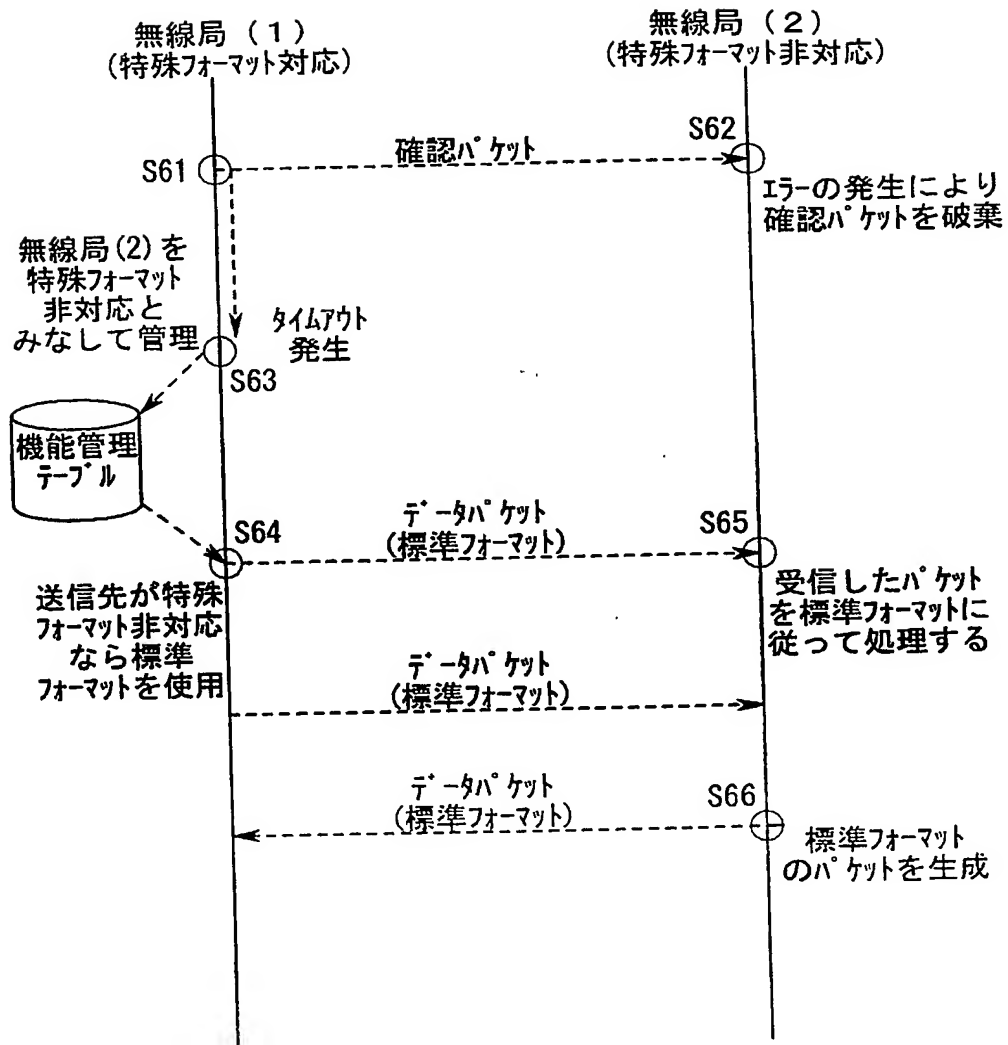 無線局（1）
(特殊フォーマット対応)
無線局（2）
(特殊フォーマット非対応)
S61
確認パケット
S62
エラーの発生により
確認パケットを破棄
無線局(2)を
特殊フォーマット
非対応と
みなして管理
タイムアウト
発生
S63
機能管理
テーブル
S64
データパケット
(標準フォーマット)
S65
送信先が特殊
フォーマット非対応
なら標準
フォーマットを使用
受信したパケット
を標準フォーマットに
従って処理する
データパケット
(標準フォーマット)
データパケット
(標準フォーマット)
S66
標準フォーマット
のパケットを生成